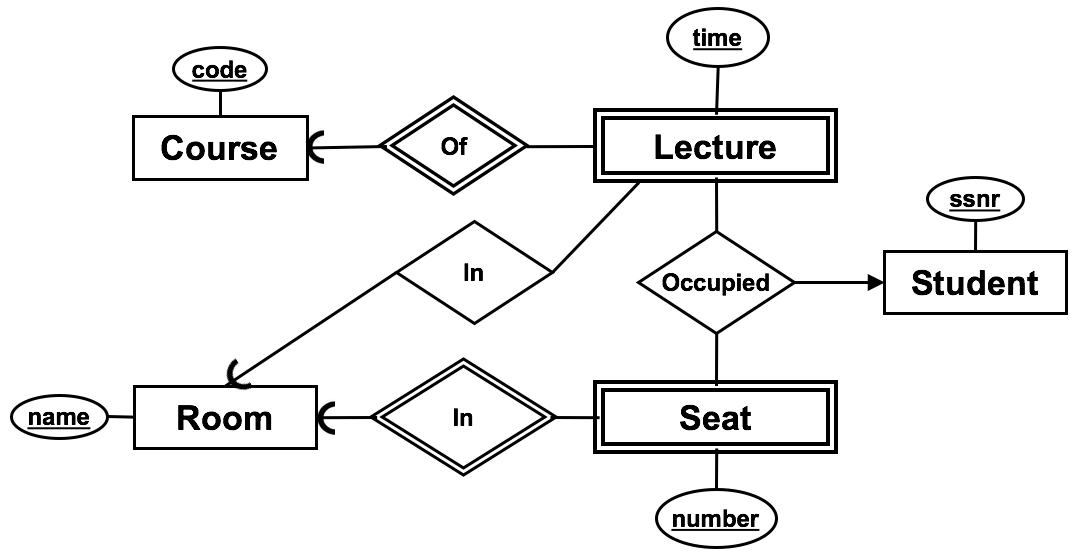 time
code
Course
Of
Lecture
ssnr
In
Occupied
Student
name
Room
In
Seat
number